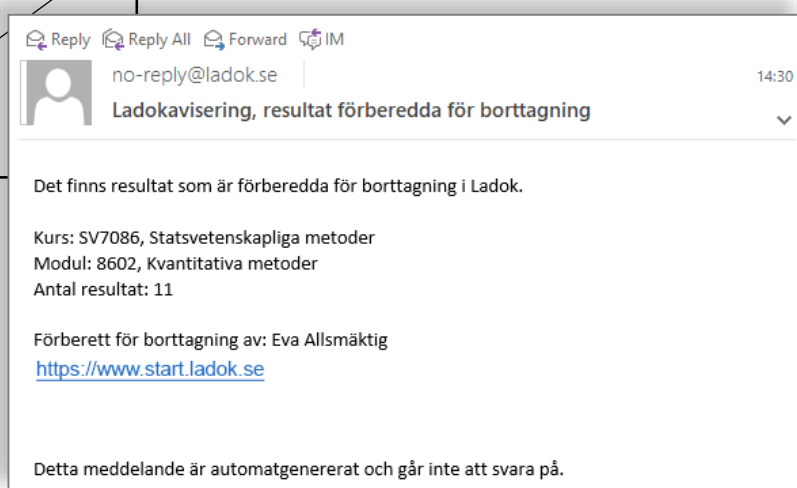 Reply Reply All Forward IM
no-reply@ladok.se 14:30
Ladokavisering, resultat förberedda för borttagning
Det finns resultat som är förberedda för borttagning i Ladok.
Kurs: SV7086, Statsvetenskapliga metoder
Modul: 8602, Kvantitativa metoder
Antal resultat: 11
Förberett för borttagning av: Eva Allsmäktig
https://www.start.ladok.se
Detta meddelande är automatgenererat och går inte att svara på.